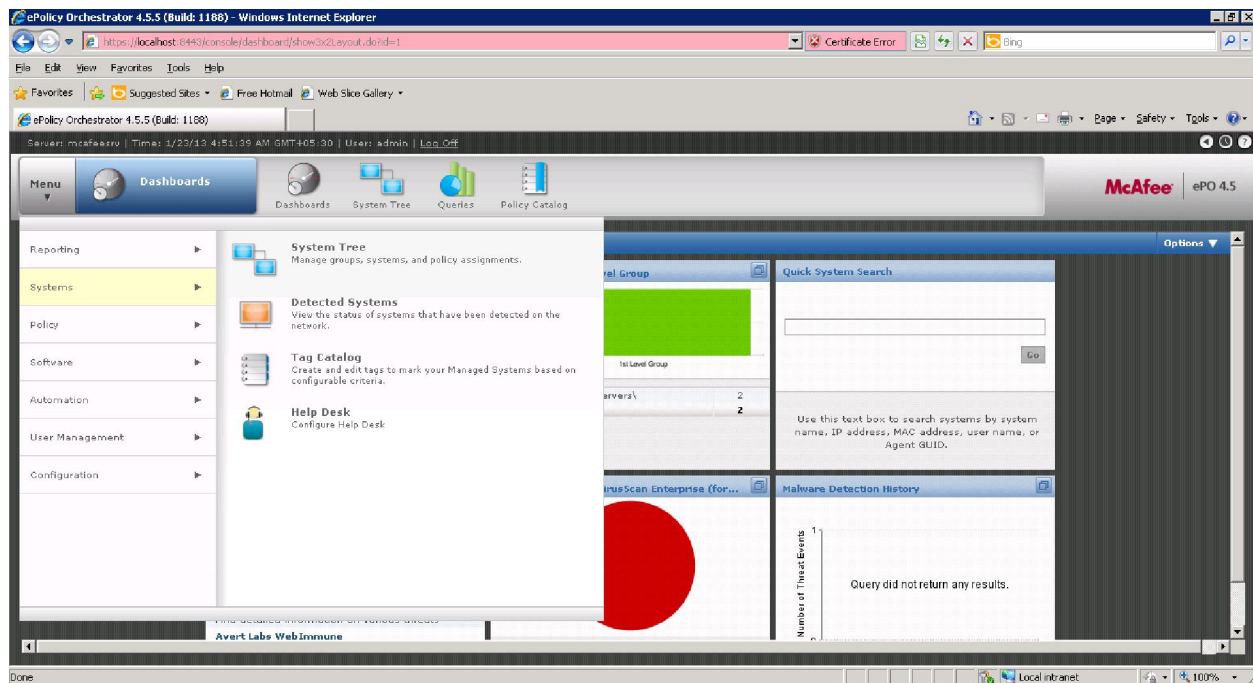 ePolicy Orchestrator 4.5.5 (Build: 1188) - Windows Internet Explorer
https://localhost:8443/console/dashboard/show3x2Layout.do?id=1
Certificate Error
Bing
File Edit View Favorites Tools Help
Favorites Suggested Sites Free Hotmail Web Slice Gallery
ePolicy Orchestrator 4.5.5 (Build: 1188)
Page Safety Tools
Server: mcafeesrv | Time: 1/23/13 4:51:39 AM GMT+05:30 | User: admin | Log Off
Menu
Dashboards
Dashboards System Tree Queries Policy Catalog
McAfee ePO 4.5
Options
Reporting
Systems
Policy
Software
Automation
User Management
Configuration
System Tree
Manage groups, systems, and policy assignments.
Detected Systems
View the status of systems that have been detected on the
network.
Tag Catalog
Create and edit tags to mark your Managed Systems based on
configurable criteria.
Help Desk
Configure Help Desk
vel Group
1st Level Group
ervers\ 2
2
Quick System Search
Go
Use this text box to search systems by system
name, IP address, MAC address, user name, or
Agent GUID.
irusScan Enterprise (for...
Malware Detection History
Number of Threat Events
1
Query did not return any results.
Avert Labs WebImmune
Done
Local intranet
100%